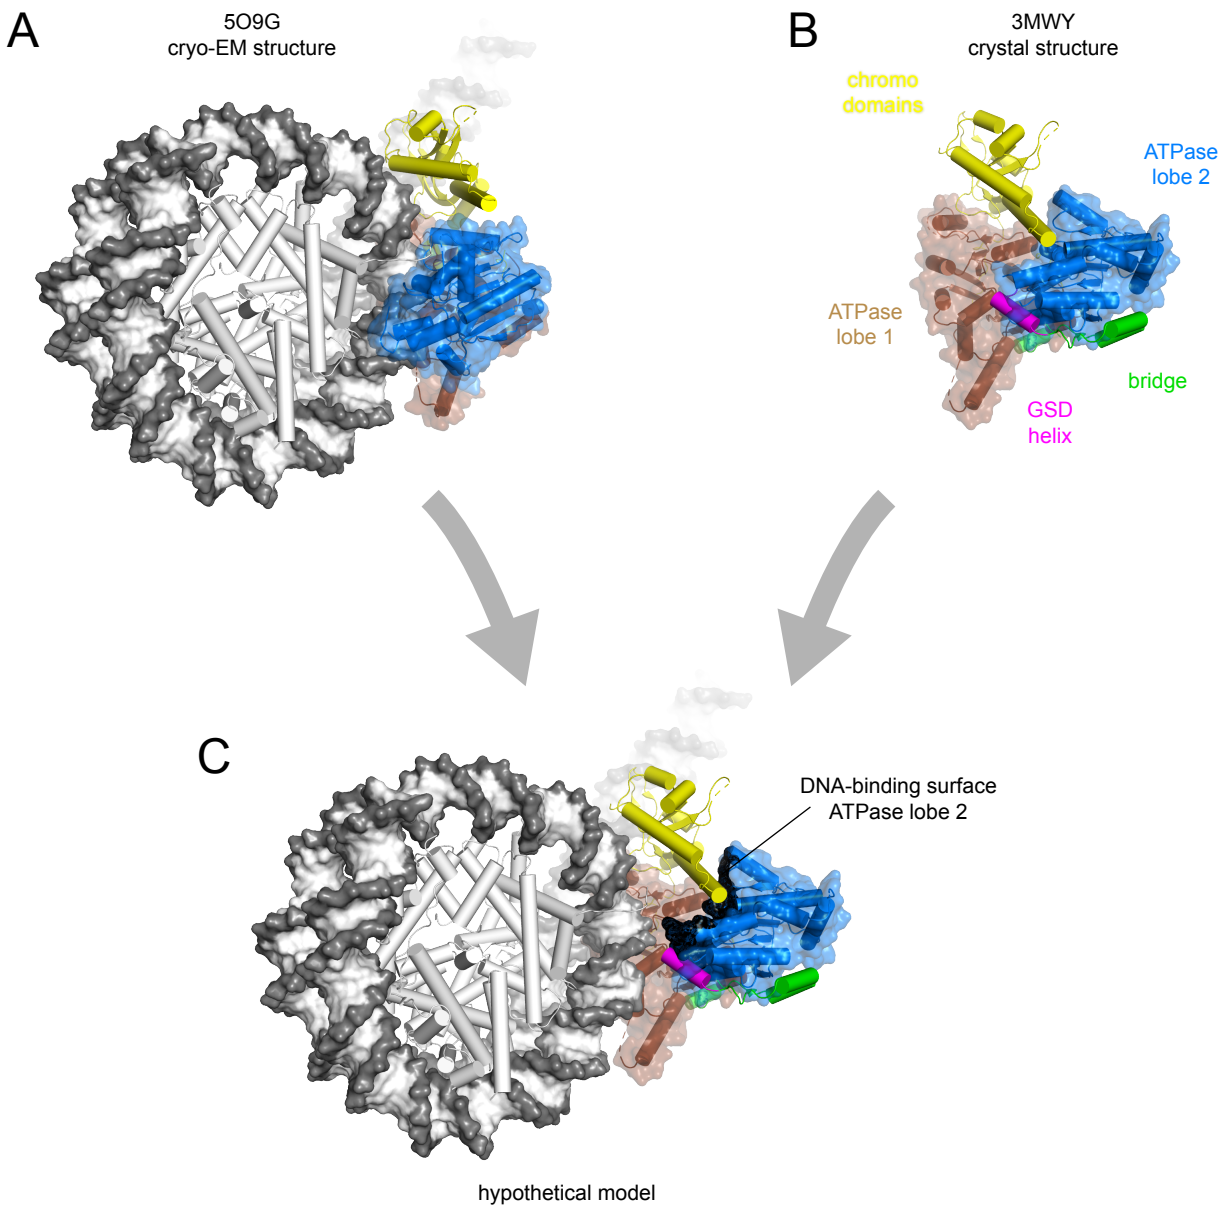 A
5O9G
cryo-EM structure
B
3MWY
crystal structure
chromo
domains
ATPase
lobe 2
ATPase
lobe 1
bridge
GSD
helix
C
DNA-binding surface
ATPase lobe 2
hypothetical model